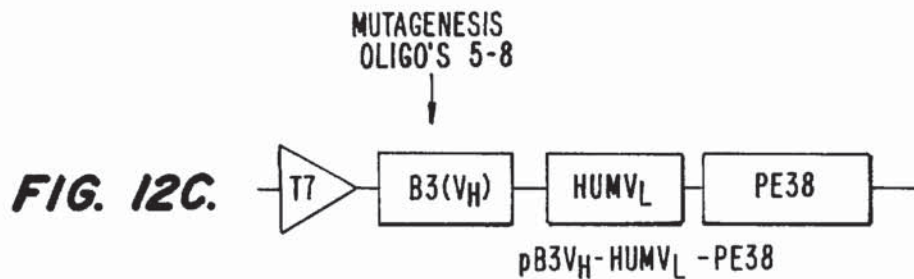 MUTAGENESIS
OLIGO'S 5-8
FIG. 12C. T7 B3(VH) HUMVL PE38
pB3VH-HUMVL-PE38